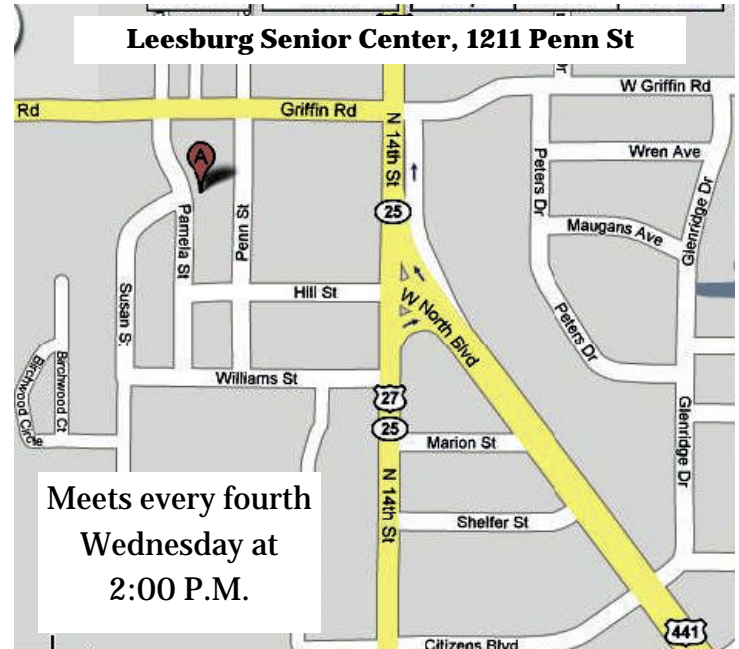 Leesburg Senior Center, 1211 Penn St
W Griffin Rd
Rd
Griffin Rd
N 14th St
Peters Dr
Wren Ave
Glenridge Dr
A
25
Pamela St
Penn St
Maugans Ave
Susan S.
Hill St
W North Blvd
Peters Dr
Birchwood Circle
Birchwood Ct
Williams St
27
25
Glenridge Dr
Marion St
N 14th St
Shelfer St
Meets every fourth
Wednesday at
2:00 P.M.
441
Citizens Blvd